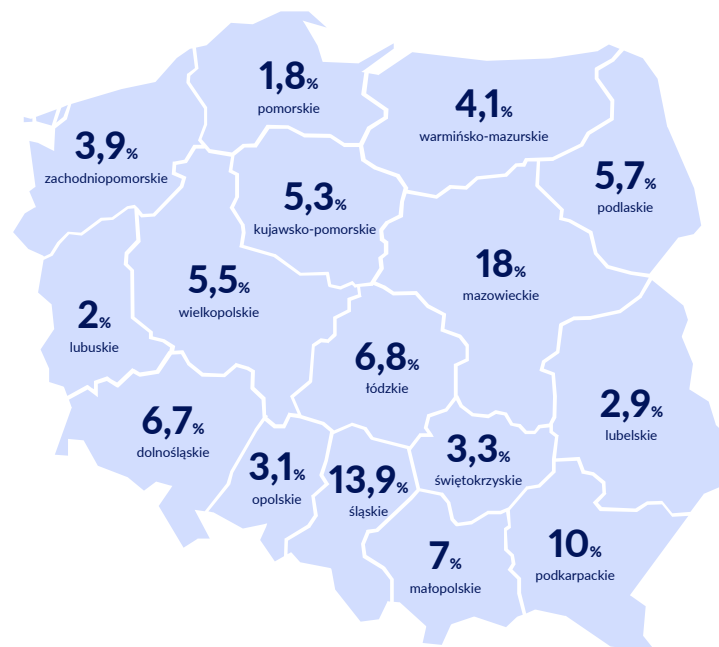 1,8%
pomorskie
4,1%
warmińsko-mazurskie
3,9%
zachodniopomorskie
5,7%
podlaskie
5,3%
kujawsko-pomorskie
18%
mazowieckie
5,5%
wielkopolskie
2%
lubuskie
6,8%
łódzkie
2,9%
lubelskie
6,7%
dolnośląskie
3,3%
świętokrzyskie
3,1%
opolskie
13,9%
śląskie
10%
podkarpackie
7%
małopolskie